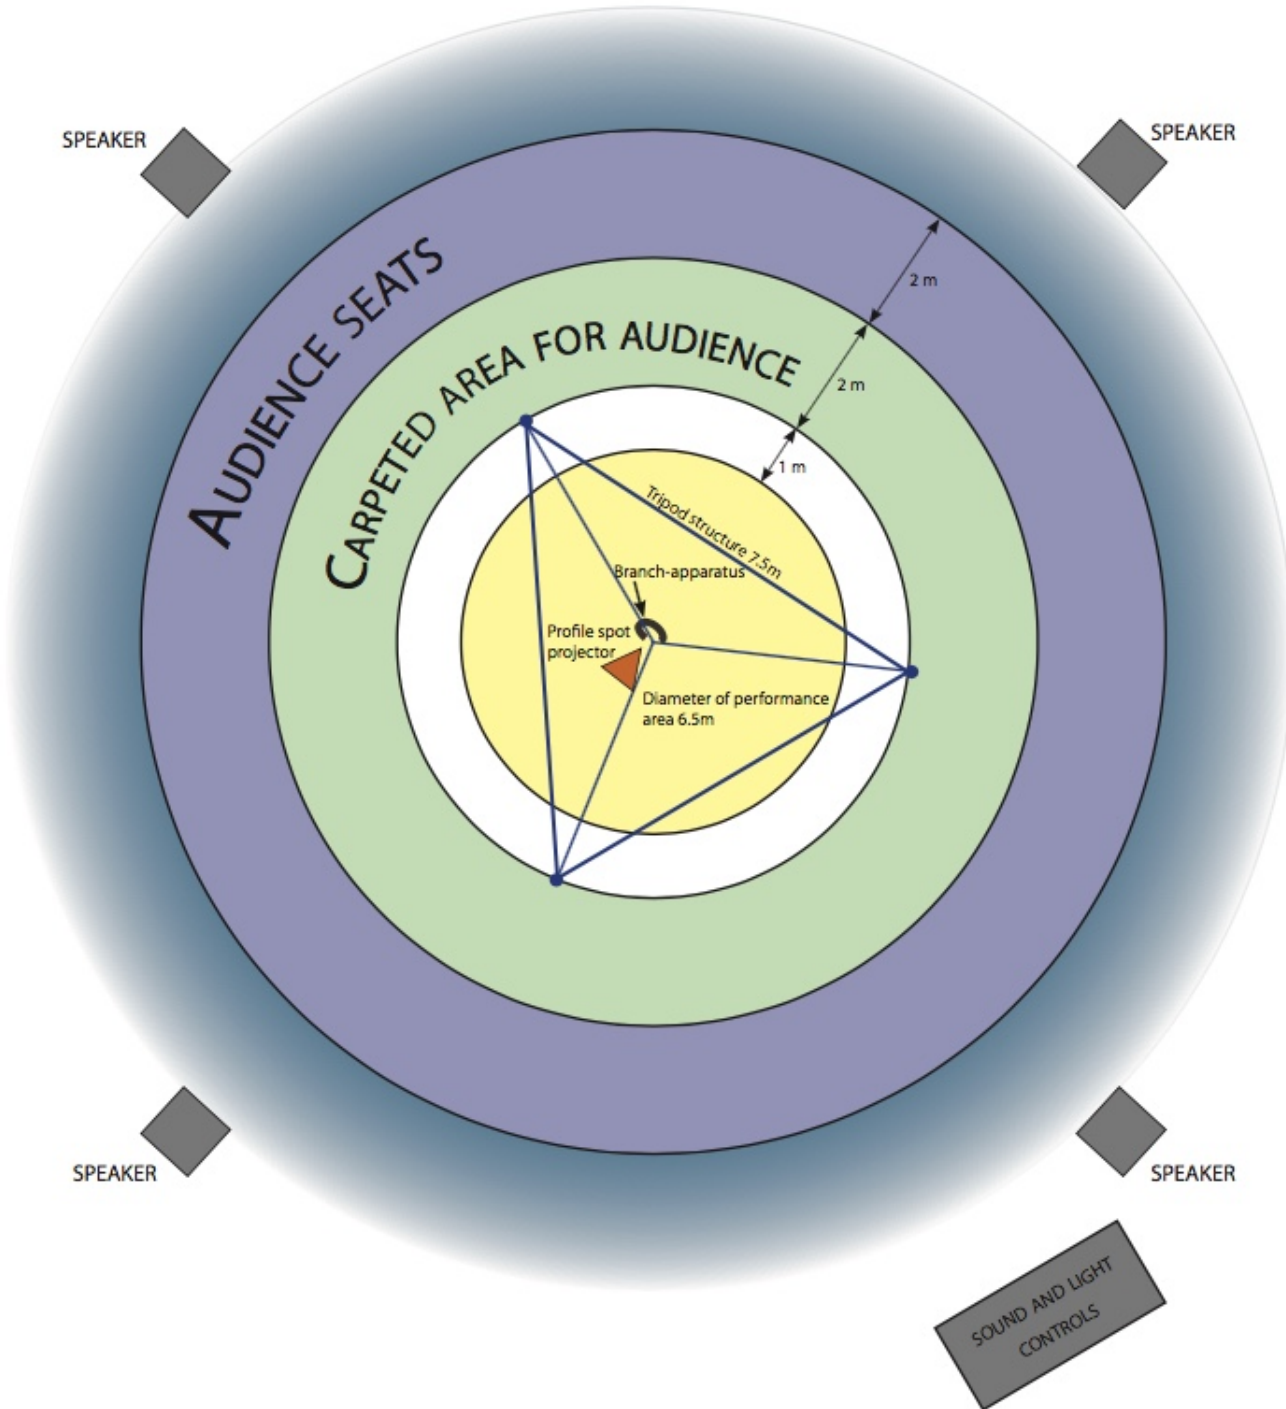 SPEAKER
SPEAKER
AUDIENCE SEATS
2 m
CARPETED AREA FOR AUDIENCE
2 m
1 m
Tripod structure 7.5m
Branch-apparatus
Profile spot
projector
Diameter of performance
area 6.5m
SPEAKER
SPEAKER
SOUND AND LIGHT
CONTROLS